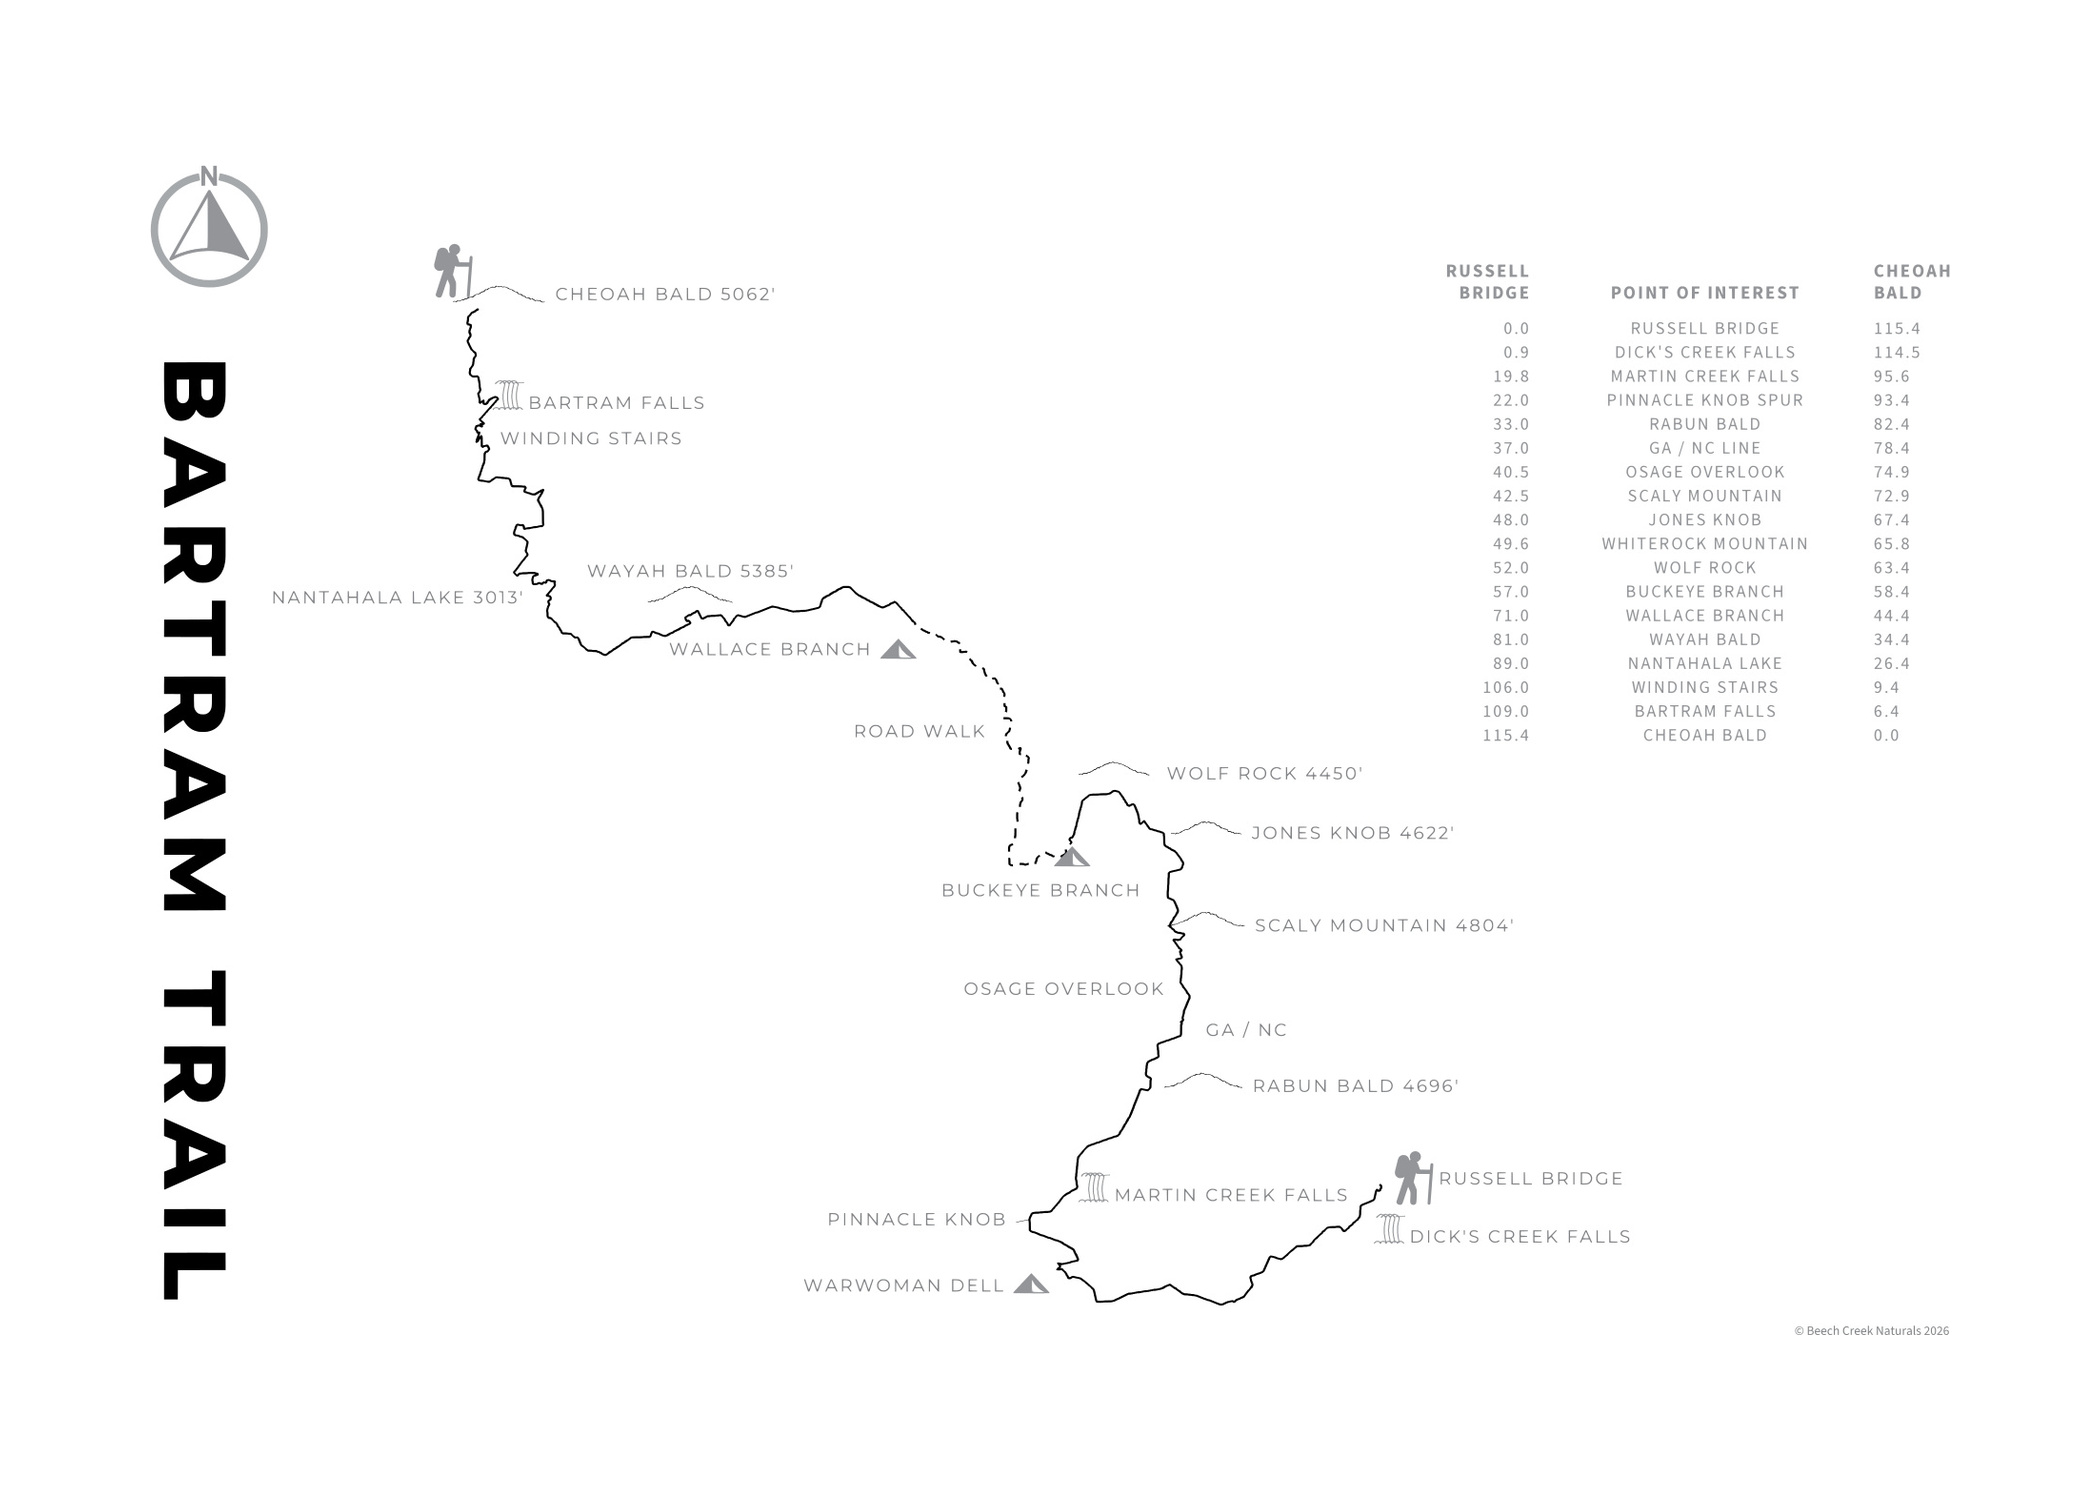 N
BARTRAM TRAIL
CHEOAH BALD 5062'
BARTRAM FALLS
WINDING STAIRS
WAYAH BALD 5385'
NANTAHALA LAKE 3013'
WALLACE BRANCH
ROAD WALK
WOLF ROCK 4450'
JONES KNOB 4622'
BUCKEYE BRANCH
SCALY MOUNTAIN 4804'
OSAGE OVERLOOK
GA / NC
RABUN BALD 4696'
RUSSELL BRIDGE
MARTIN CREEK FALLS
PINNACLE KNOB
DICK'S CREEK FALLS
WARWOMAN DELL
RUSSELL BRIDGE POINT OF INTEREST CHEOAH BALD
0.0 RUSSELL BRIDGE 115.4
0.9 DICK'S CREEK FALLS 114.5
19.8 MARTIN CREEK FALLS 95.6
22.0 PINNACLE KNOB SPUR 93.4
33.0 RABUN BALD 82.4
37.0 GA / NC LINE 78.4
40.5 OSAGE OVERLOOK 74.9
42.5 SCALY MOUNTAIN 72.9
48.0 JONES KNOB 67.4
49.6 WHITEROCK MOUNTAIN 65.8
52.0 WOLF ROCK 63.4
57.0 BUCKEYE BRANCH 58.4
71.0 WALLACE BRANCH 44.4
81.0 WAYAH BALD 34.4
89.0 NANTAHALA LAKE 26.4
106.0 WINDING STAIRS 9.4
109.0 BARTRAM FALLS 6.4
115.4 CHEOAH BALD 0.0
© Beech Creek Naturals 2026